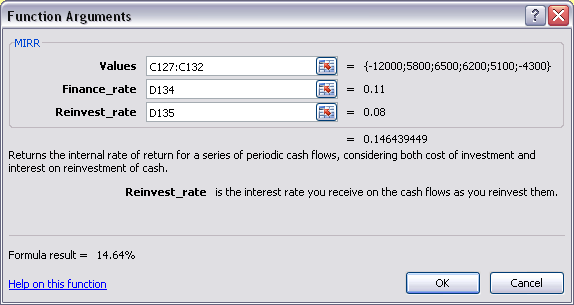 Function Arguments
MIRR
Values C127:C132 = {-12000;5800;6500;6200;5100;-4300}
Finance_rate D134 = 0.11
Reinvest_rate D135 = 0.08
= 0.146439449
Returns the internal rate of return for a series of periodic cash flows, considering both cost of investment and
interest on reinvestment of cash.
Reinvest_rate is the interest rate you receive on the cash flows as you reinvest them.
Formula result = 14.64%
Help on this function OK Cancel